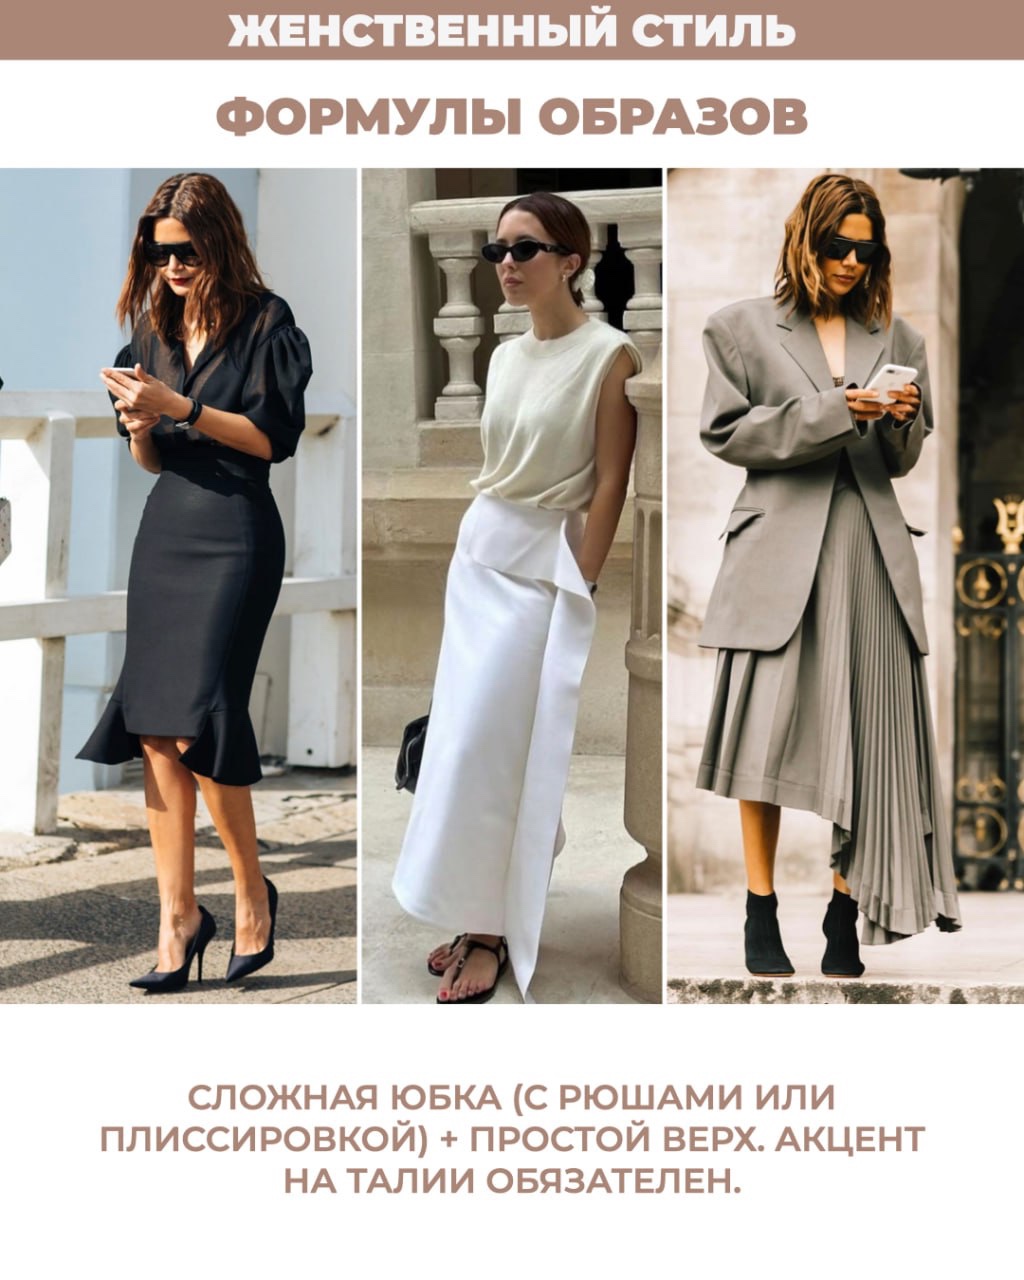 ЖЕНСТВЕННЫЙ СТИЛЬ
ФОРМУЛЫ ОБРАЗОВ
СЛОЖНАЯ ЮБКА (С РЮШАМИ ИЛИ
ПЛИССИРОВКОЙ) + ПРОСТОЙ ВЕРХ. АКЦЕНТ
НА ТАЛИИ ОБЯЗАТЕЛЕН.